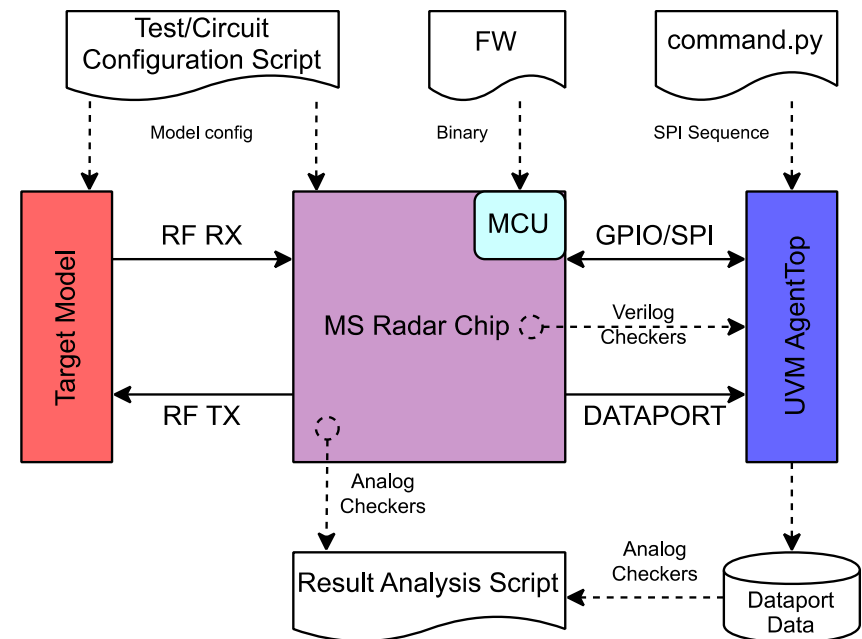 Test/Circuit
Configuration Script
FW
command.py
Model config
Binary
SPI Sequence
Target Model
RF RX
MCU
GPIO/SPI
MS Radar Chip
Verilog
Checkers
UVM AgentTop
RF TX
DATAPORT
Analog
Checkers
Result Analysis Script
Analog
Checkers
Dataport
Data